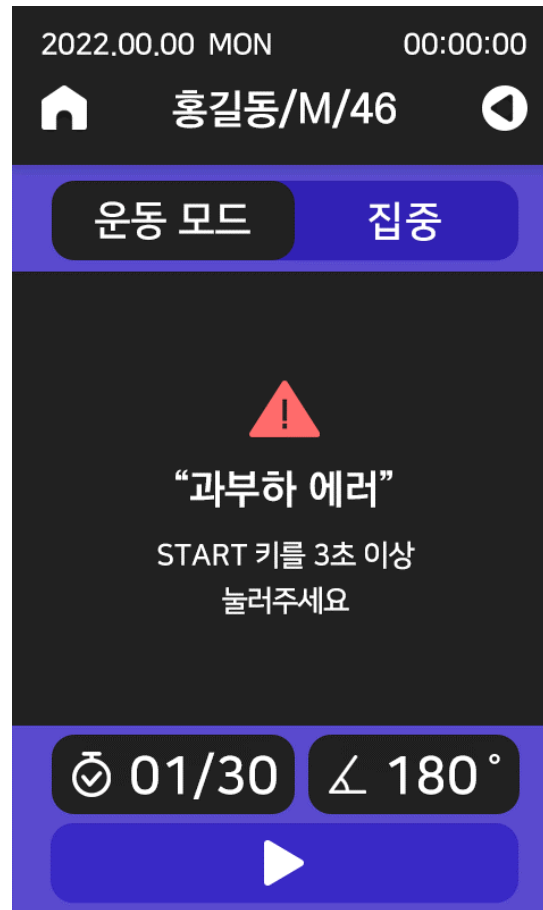 2022.00.00 MON 00:00:00
홍길동/M/46
운동 모드 집중
“과부하 에러”
START 키를 3초 이상
눌러주세요
01/30 180°